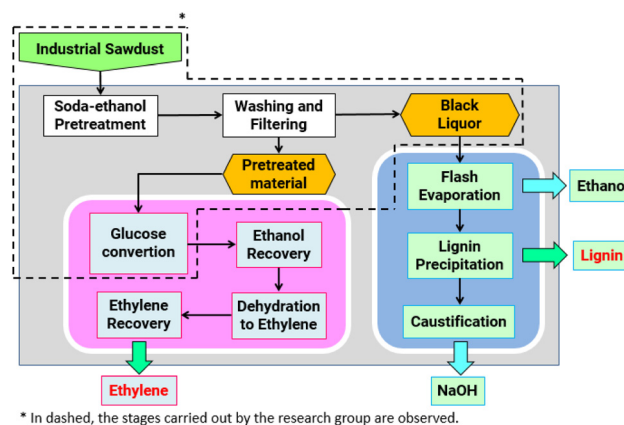 *
Industrial Sawdust
Soda-ethanol
Pretreatment
Washing and
Filtering
Black
Liquor
Pretreated
material
Flash
Evaporation
Ethano
Glucose
convertion
Ethanol
Recovery
Lignin
Precipitation
Lignin
Ethylene
Recovery
Dehydration
to Ethylene
Caustification
Ethylene
NaOH
* In dashed, the stages carried out by the research group are observed.